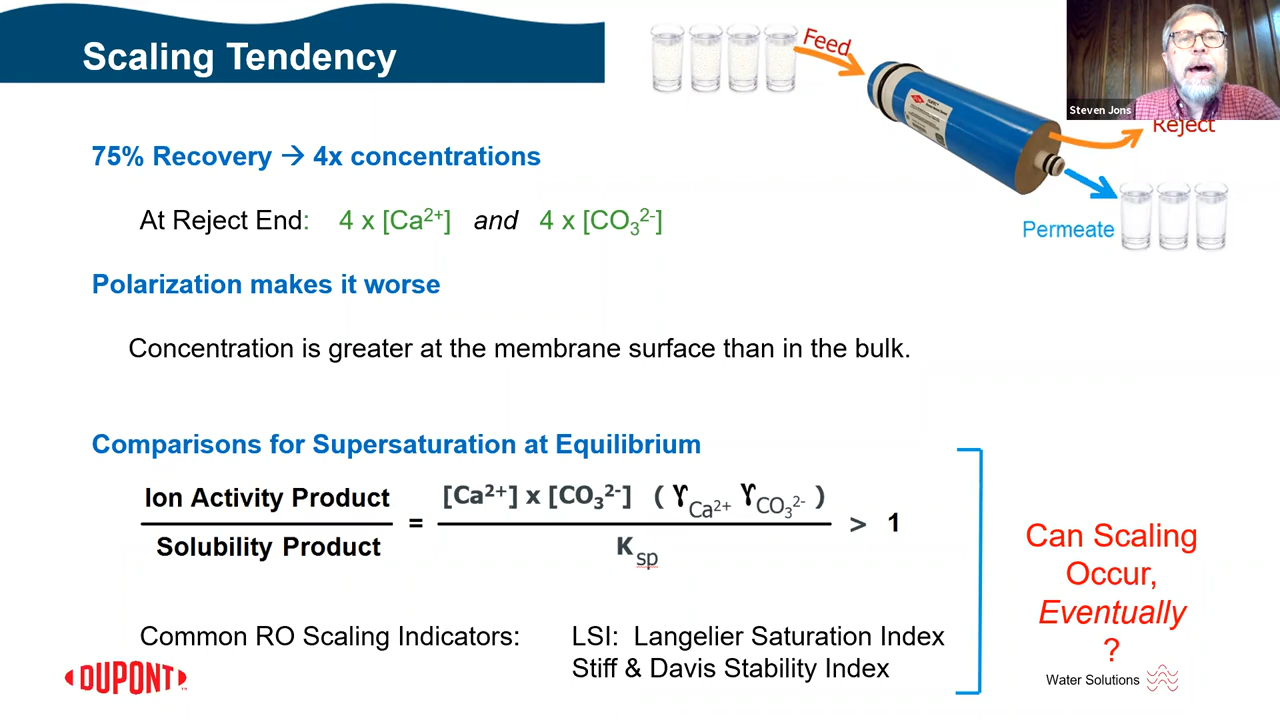 Scaling Tendency
Feed
Steven Jons
Reject
Permeate
75% Recovery → 4x concentrations
At Reject End: 4 x [Ca²⁺] and 4 x [CO₃²⁻]
Polarization makes it worse
Concentration is greater at the membrane surface than in the bulk.
Comparisons for Supersaturation at Equilibrium
Ion Activity Product / Solubility Product = [Ca²⁺] x [CO₃²⁻] ( ϒCa²⁺ ϒCO₃²⁻ ) / Ksp > 1
Can Scaling
Occur,
Eventually
?
Common RO Scaling Indicators: LSI: Langelier Saturation Index
Stiff & Davis Stability Index
DUPONT™
Water Solutions